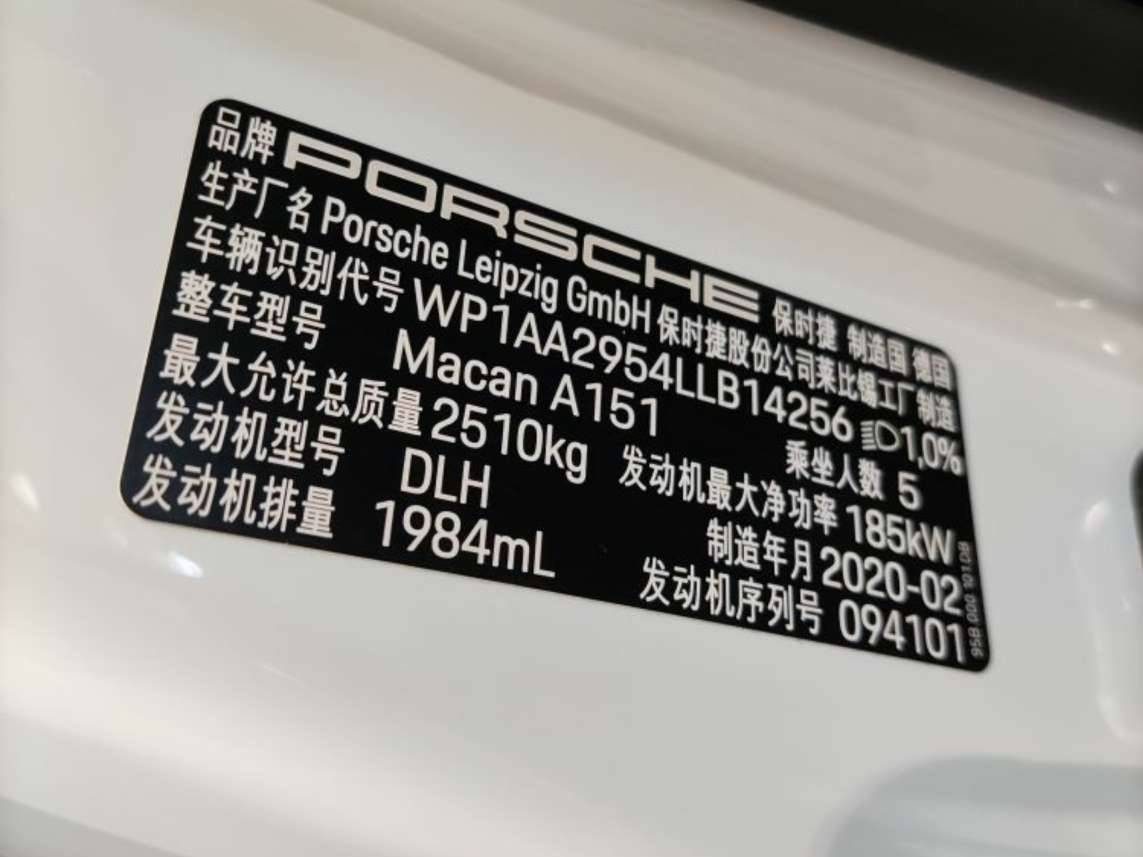 品牌 PORSCHE 保时捷 制造国 德国
生产厂名 Porsche Leipzig GmbH 保时捷股份公司莱比锡工厂制造
车辆识别代号 WP1AA2954LLB14256 1,0%
整车型号 Macan A151 乘坐人数 5
最大允许总质量 2510kg 发动机最大净功率 185kW
发动机型号 DLH 制造年月 2020-02
发动机排量 1984mL 发动机序列号 094101
95B 000 101.DB